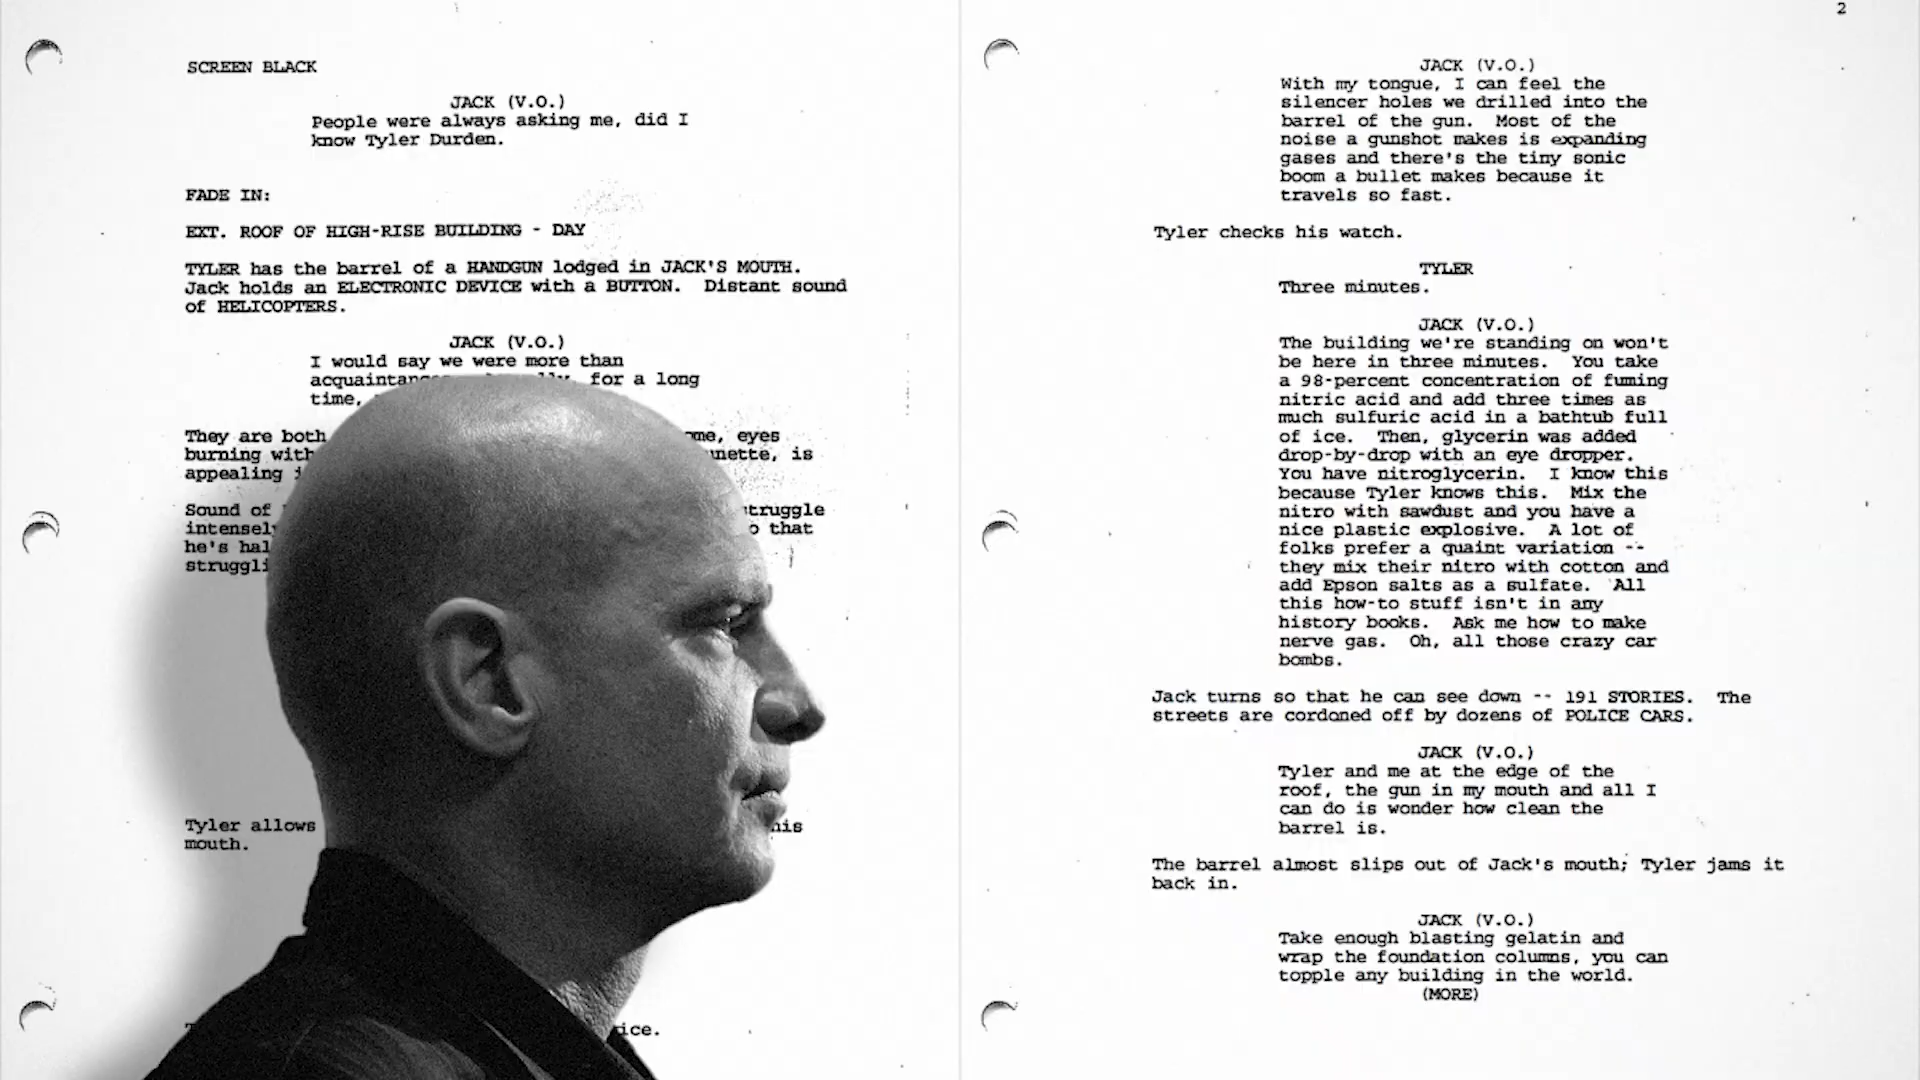 SCREEN BLACK
JACK (V.O.)
People were always asking me, did I
know Tyler Durden.
FADE IN:
EXT. ROOF OF HIGH-RISE BUILDING - DAY
TYLER has the barrel of a HANDGUN lodged in JACK'S MOUTH.
Jack holds an ELECTRONIC DEVICE with a BUTTON.  Distant sound
of HELICOPTERS.
JACK (V.O.)
I would say we were more than
for a long
time,
They are both eyes
burning with is
appealing
Sound of
that
Tyler allows
mouth.
2
JACK (V.O.)
With my tongue, I can feel the
silencer holes we drilled into the
barrel of the gun.  Most of the
noise a gunshot makes is expanding
gases and there's the tiny sonic
boom a bullet makes because it
travels so fast.
Tyler checks his watch.
TYLER
Three minutes.
JACK (V.O.)
The building we're standing on won't
be here in three minutes.  You take
a 98-percent concentration of fuming
nitric acid and add three times as
much sulfuric acid in a bathtub full
of ice.  Then, glycerin was added
drop-by-drop with an eye dropper.
You have nitroglycerin.  I know this
because Tyler knows this.  Mix the
nitro with sawdust and you have a
nice plastic explosive.  A lot of
folks prefer a quaint variation --
they mix their nitro with cotton and
add Epson salts as a sulfate.  All
this how-to stuff isn't in any
history books.  Ask me how to make
nerve gas.  Oh, all those crazy car
bombs.
Jack turns so that he can see down -- 191 STORIES.  The
streets are cordoned off by dozens of POLICE CARS.
JACK (V.O.)
Tyler and me at the edge of the
roof, the gun in my mouth and all I
can do is wonder how clean the
barrel is.
The barrel almost slips out of Jack's mouth; Tyler jams it
back in.
JACK (V.O.)
Take enough blasting gelatin and
wrap the foundation columns, you can
topple any building in the world.
(MORE)